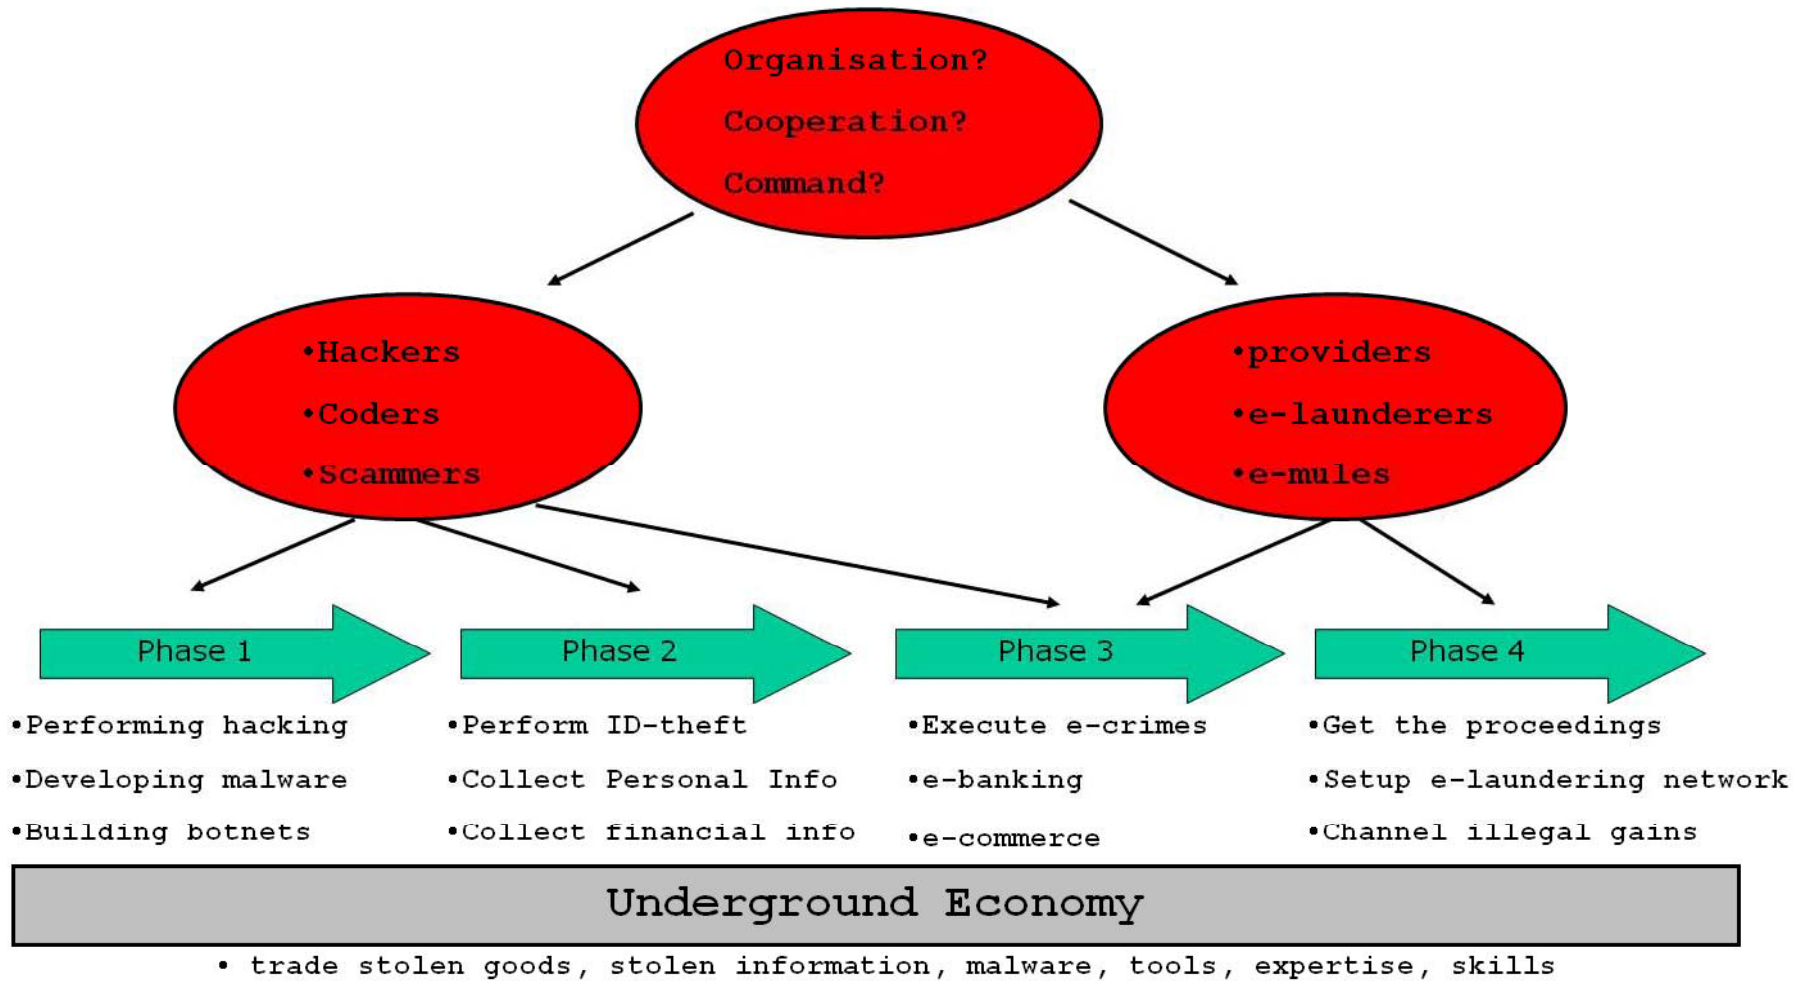 Organisation?
Cooperation?
Command?
•Hackers
•Coders
•Scammers
•providers
•e-launderers
•e-mules
Phase 1
Phase 2
Phase 3
Phase 4
•Performing hacking
•Developing malware
•Building botnets
•Perform ID-theft
•Collect Personal Info
•Collect financial info
•Execute e-crimes
•e-banking
•e-commerce
•Get the proceedings
•Setup e-laundering network
•Channel illegal gains
Underground Economy
• trade stolen goods, stolen information, malware, tools, expertise, skills